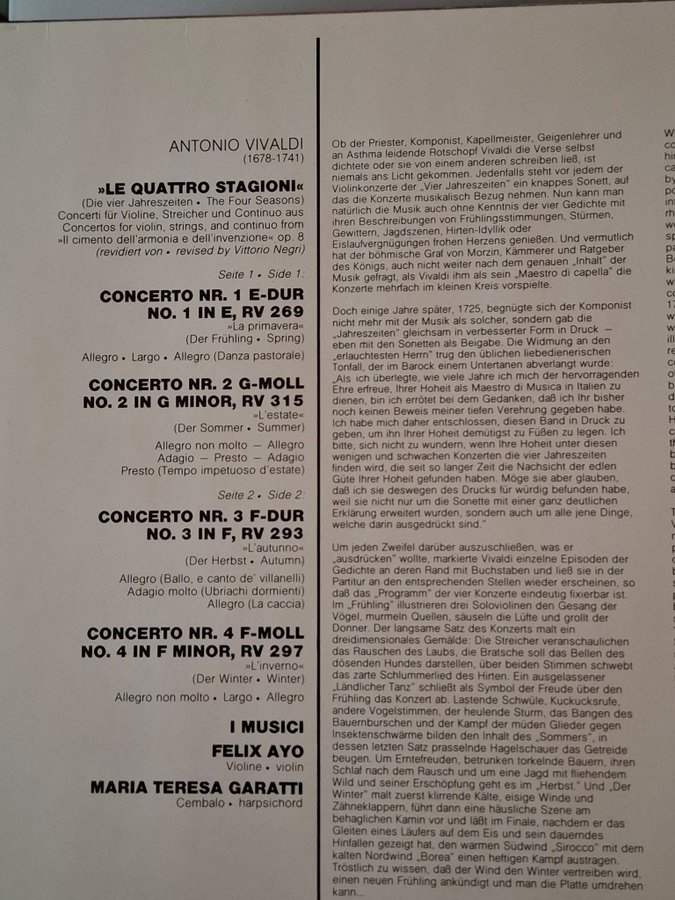 ANTONIO VIVALDI
(1678-1741)
»LE QUATTRO STAGIONI«
(Die vier Jahreszeiten • The Four Seasons)
Concerti für Violine, Streicher und Continuo aus
Concertos for violin, strings, and continuo from
»Il cimento dell'armonia e dell'invenzione« op. 8
(revidiert von • revised by Vittorio Negri)
Seite 1 • Side 1:
CONCERTO NR. 1 E-DUR
NO. 1 IN E, RV 269
»La primavera«
(Der Frühling • Spring)
Allegro • Largo • Allegro (Danza pastorale)
CONCERTO NR. 2 G-MOLL
NO. 2 IN G MINOR, RV 315
»L'estate«
(Der Sommer • Summer)
Allegro non molto – Allegro
Adagio – Presto – Adagio
Presto (Tempo impetuoso d'estate)
Seite 2 • Side 2:
CONCERTO NR. 3 F-DUR
NO. 3 IN F, RV 293
»L'autunno«
(Der Herbst • Autumn)
Allegro (Ballo, e canto de' villanelli)
Adagio molto (Ubriachi dormienti)
Allegro (La caccia)
CONCERTO NR. 4 F-MOLL
NO. 4 IN F MINOR, RV 297
»L'inverno«
(Der Winter • Winter)
Allegro non molto • Largo • Allegro
I MUSICI
FELIX AYO
Violine • violin
MARIA TERESA GARATTI
Cembalo • harpsichord
Ob der Priester, Komponist, Kapellmeister, Geigenlehrer und
an Asthma leidende Rotschopf Vivaldi die Verse selbst
dichtete oder sie von einem anderen schreiben ließ, ist
niemals ans Licht gekommen. Jedenfalls steht vor jedem der
Violinkonzerte der „Vier Jahreszeiten" ein knappes Sonett, auf
das die Konzerte musikalisch Bezug nehmen. Nun kann man
natürlich die Musik auch ohne Kenntnis der vier Gedichte mit
ihren Beschreibungen von Frühlingsstimmungen, Stürmen,
Gewittern, Jagdszenen, Hirten-Idyllik oder
Eislaufvergnügungen frohen Herzens genießen. Und vermutlich
hat der böhmische Graf von Morzin, Kämmerer und Ratgeber
des Königs, auch nicht weiter nach dem genauen „Inhalt" der
Musik gefragt, als Vivaldi ihm als sein „Maestro di capella" die
Konzerte mehrfach im kleinen Kreis vorspielte.
Doch einige Jahre später, 1725, begnügte sich der Komponist
nicht mehr mit der Musik als solcher, sondern gab die
„Jahreszeiten" gleichsam in verbesserter Form in Druck –
eben mit den Sonetten als Beigabe. Die Widmung an den
„erlauchtesten Herrn" trug den üblichen liebedienerischen
Tonfall, der im Barock einem Untertanen abverlangt wurde:
„Als ich überlegte, wie viele Jahre ich mich der hervorragenden
Ehre erfreue, Ihrer Hoheit als Maestro di Musica in Italien zu
dienen, bin ich errötet bei dem Gedanken, daß ich Ihr bisher
noch keinen Beweis meiner tiefen Verehrung gegeben habe.
Ich habe mich daher entschlossen, diesen Band in Druck zu
geben, um ihn Ihrer Hoheit demütigst zu Füßen zu legen. Ich
bitte, sich nicht zu wundern, wenn Ihre Hoheit unter diesen
wenigen und schwachen Konzerten die vier Jahreszeiten
finden wird, die seit so langer Zeit die Nachsicht der edlen
Güte Ihrer Hoheit gefunden haben. Möge sie aber glauben,
daß ich sie deswegen des Drucks für würdig befunden habe,
weil sie nicht nur um die Sonette mit einer ganz deutlichen
Erklärung erweitert wurden, sondern auch um alle jene Dinge,
welche darin ausgedrückt sind."
Um jeden Zweifel darüber auszuschließen, was er
„ausdrücken" wollte, markierte Vivaldi einzelne Episoden der
Gedichte an deren Rand mit Buchstaben und ließ sie in der
Partitur an den entsprechenden Stellen wieder erscheinen, so
daß das „Programm" der vier Konzerte eindeutig fixierbar ist.
Im „Frühling" illustrieren drei Soloviolinen den Gesang der
Vögel, murmeln Quellen, säuseln die Lüfte und grollt der
Donner. Der langsame Satz des Konzerts malt ein
dreidimensionales Gemälde: Die Streicher veranschaulichen
das Rauschen des Laubs, die Bratsche soll das Bellen des
dösenden Hundes darstellen, über beiden Stimmen schwebt
das zarte Schlummerlied des Hirten. Ein ausgelassener
„Ländlicher Tanz" schließt als Symbol der Freude über den
Frühling das Konzert ab. Lastende Schwüle, Kuckucksrufe,
andere Vogelstimmen, der heulende Sturm, das Bangen des
Bauernburschen und der Kampf der müden Glieder gegen
Insektenschwärme bilden den Inhalt des „Sommers", in
dessen letzten Satz prasselnde Hagelschauer das Getreide
beugen. Um Erntefreuden, betrunken torkelnde Bauern, ihren
Schlaf nach dem Rausch und um eine Jagd mit fliehendem
Wild und seiner Erschöpfung geht es im „Herbst." Und „Der
Winter" malt zuerst klirrende Kälte, eisige Winde und
Zähneklappern, führt dann eine häusliche Szene am
behaglichen Kamin vor und läßt im Finale, nachdem er das
Gleiten eines Läufers auf dem Eis und sein dauerndes
Hinfallen gezeigt hat, den warmen Südwind „Sirocco" mit dem
kalten Nordwind „Borea" einen heftigen Kampf austragen.
Tröstlich zu wissen, daß der Wind den Winter vertreiben wird,
einen neuen Frühling ankündigt und man die Platte umdrehen
kann...